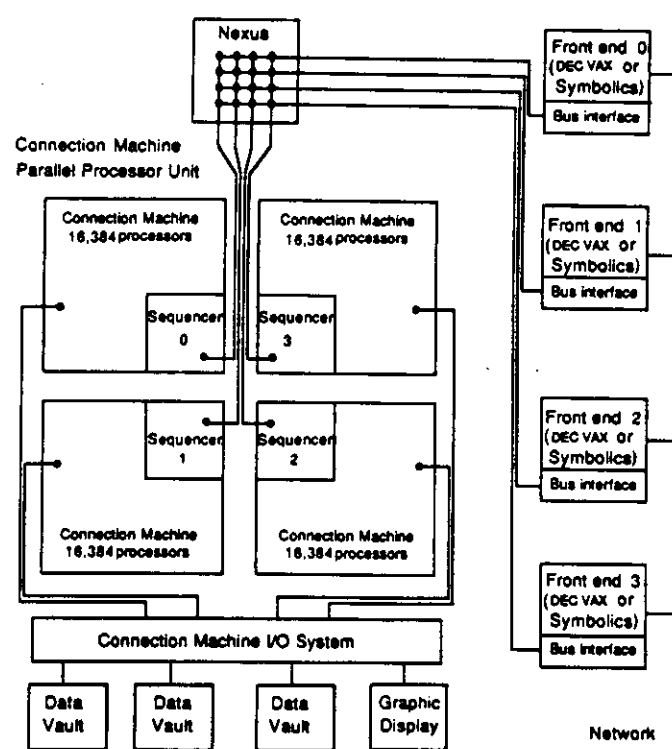 Nexus
Front end 0
(DEC VAX or
Symbolics)
Bus interface
Connection Machine
Parallel Processor Unit
Connection Machine
16,384 processors
Sequencer
0
Connection Machine
16,384 processors
Sequencer
3
Front end 1
(DEC VAX or
Symbolics)
Bus interface
Sequencer
1
Connection Machine
16,384 processors
Sequencer
2
Connection Machine
16,384 processors
Front end 2
(DEC VAX or
Symbolics)
Bus interface
Front end 3
(DEC VAX or
Symbolics)
Bus interface
Connection Machine I/O System
Data
Vault
Data
Vault
Data
Vault
Graphic
Display
Network